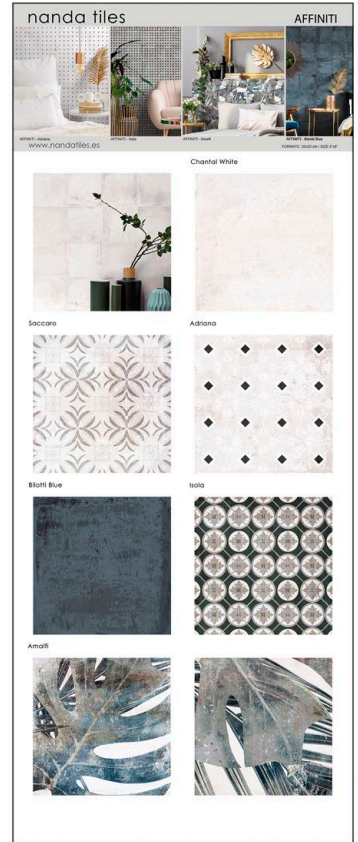 nanda tiles
AFFINITI
AFFINITI - Adriana
AFFINITI - Isola
AFFINITI - Amalfi
AFFINITI - Bilotti Blue
www.nandatiles.es
FORMATO 20x20 cm / SIZE 8"x8"
Chantal White
Saccaro
Adriana
Bilotti Blue
Isola
Amalfi